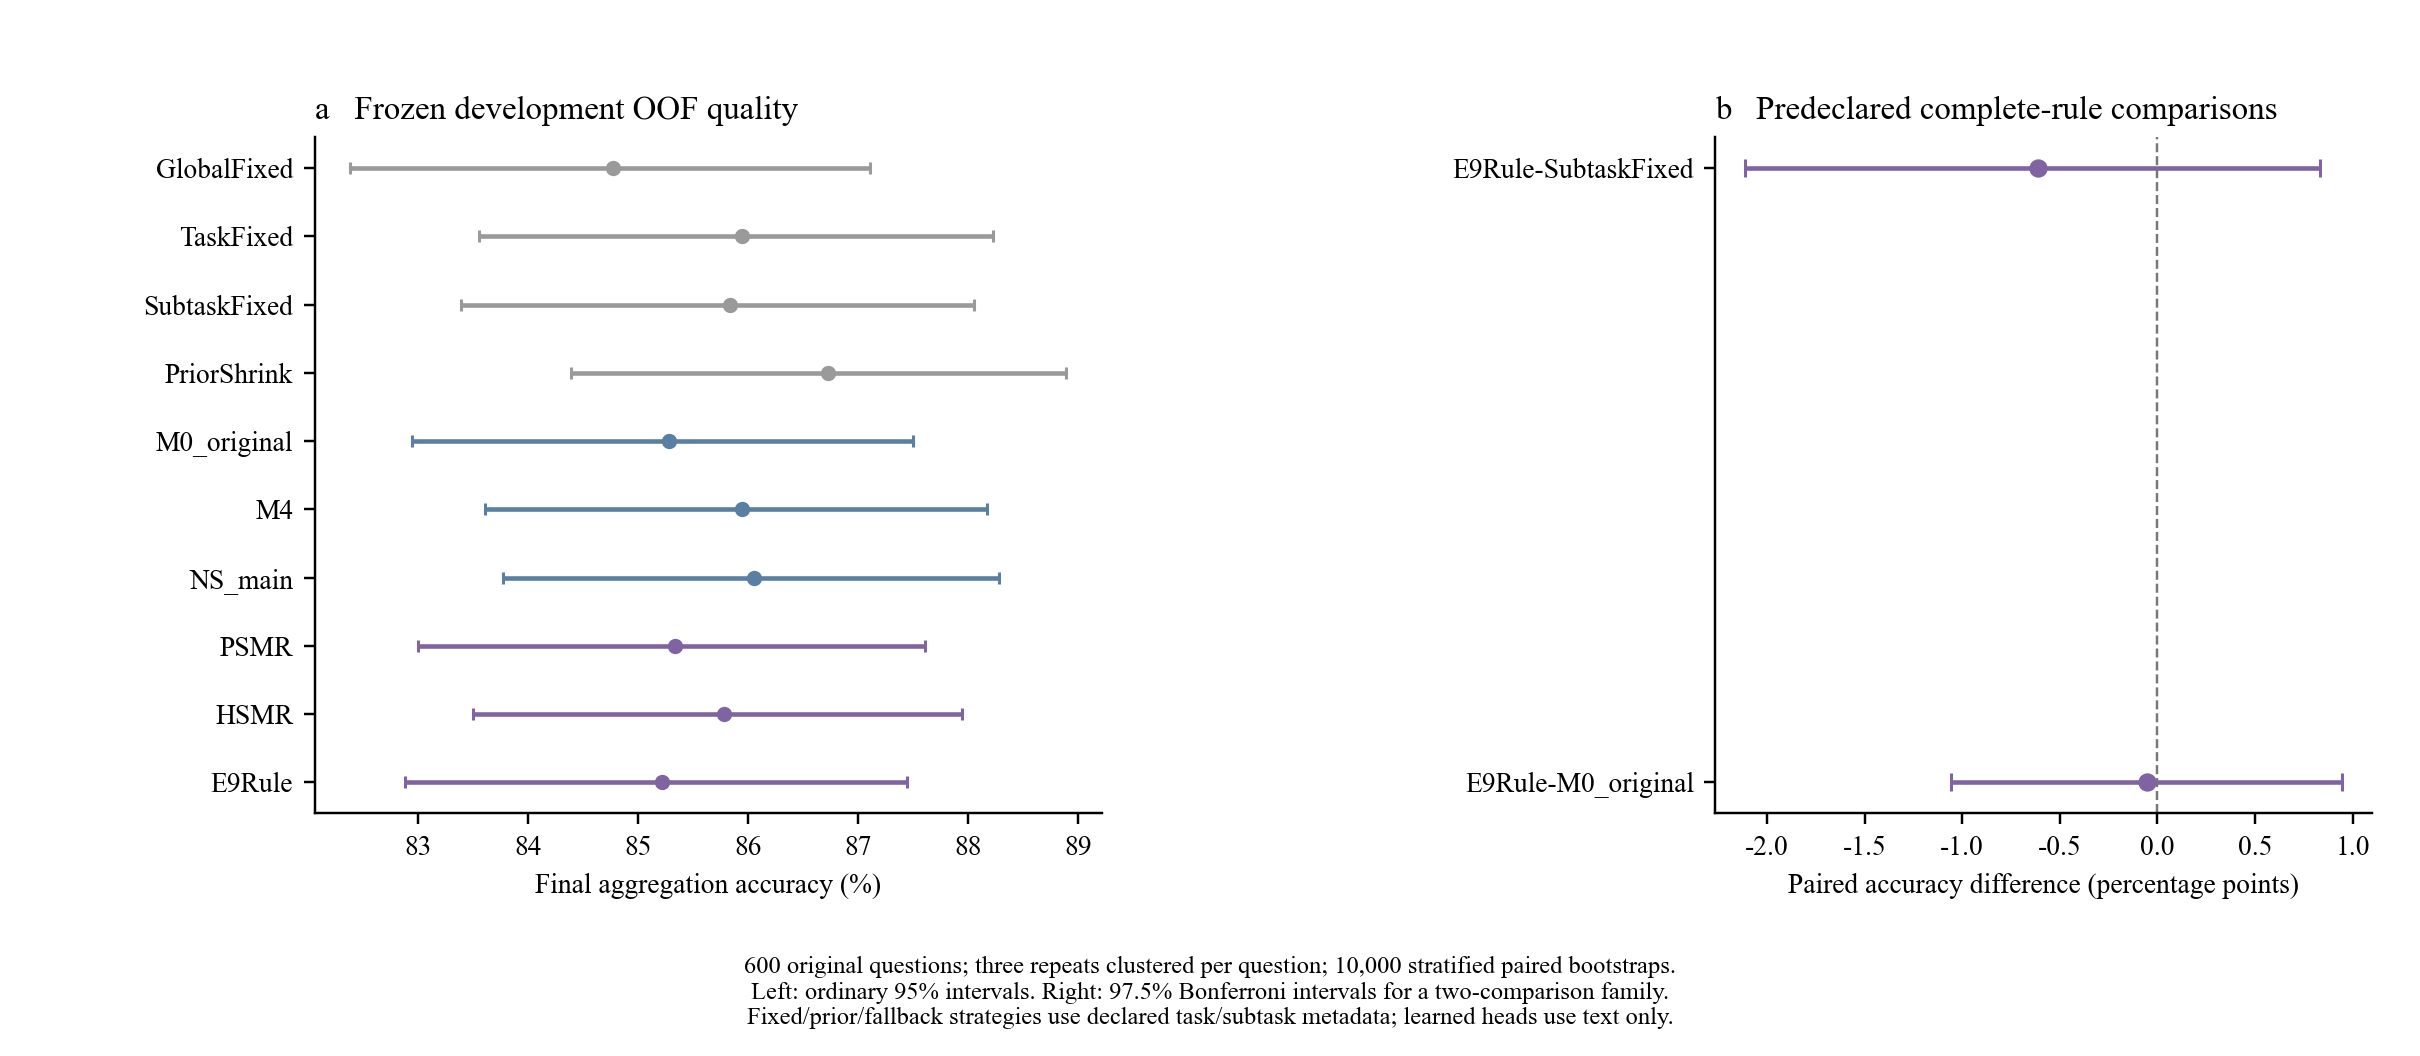 a Frozen development OOF quality
GlobalFixed
TaskFixed
SubtaskFixed
PriorShrink
M0_original
M4
NS_main
PSMR
HSMR
E9Rule
83 84 85 86 87 88 89
Final aggregation accuracy (%)
b Predeclared complete-rule comparisons
E9Rule-SubtaskFixed
E9Rule-M0_original
-2.0 -1.5 -1.0 -0.5 0.0 0.5 1.0
Paired accuracy difference (percentage points)
600 original questions; three repeats clustered per question; 10,000 stratified paired bootstraps.
Left: ordinary 95% intervals. Right: 97.5% Bonferroni intervals for a two-comparison family.
Fixed/prior/fallback strategies use declared task/subtask metadata; learned heads use text only.